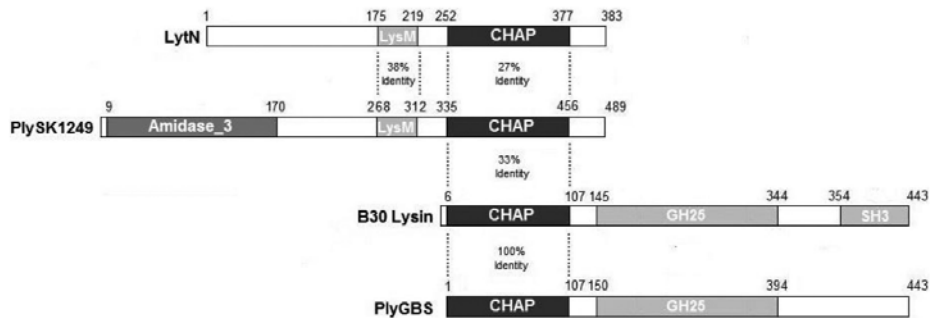 1 175 219 252 377 383
LytN LysM CHAP
38% 27%
Identity Identity
9 170 268 312 335 456 489
PlySK1249 Amidase_3 LysM CHAP
33%
Identity
6 107 145 344 354 443
B30 Lysin CHAP GH25 SH3
100%
Identity
1 107 150 394 443
PlyGBS CHAP GH25